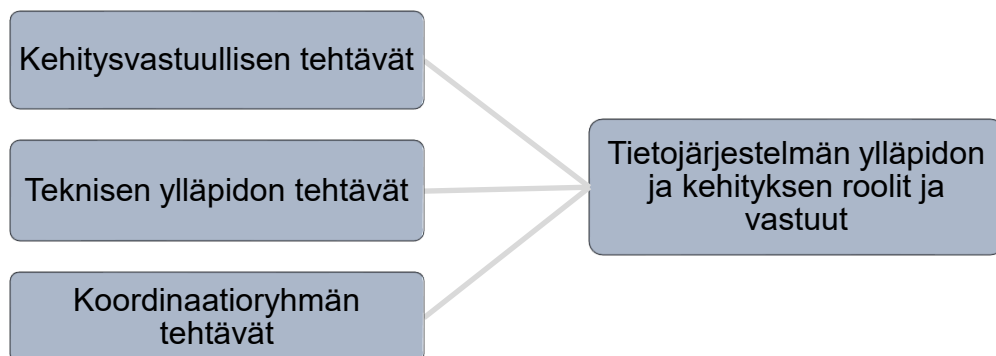 Kehitysvastuullisen tehtävät
Teknisen ylläpidon tehtävät
Koordinaatioryhmän
tehtävät
Tietojärjestelmän ylläpidon
ja kehityksen roolit ja
vastuut